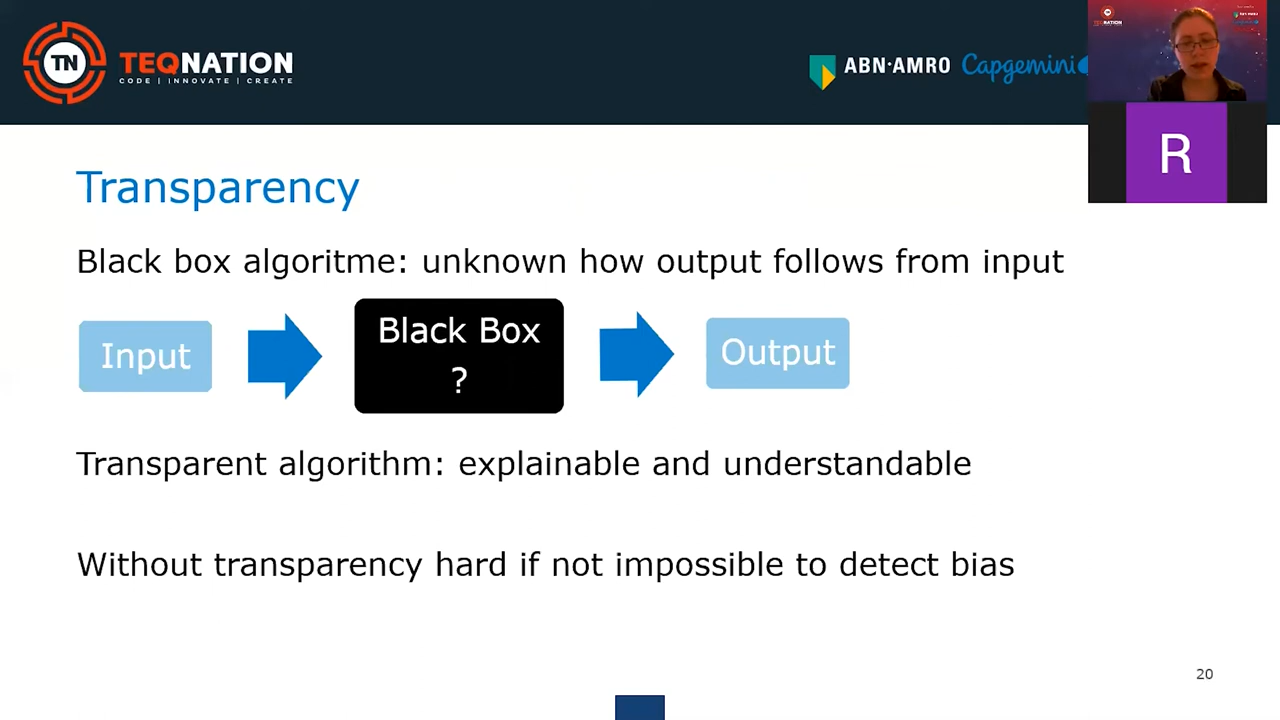 TN TEQNATION
CODE | INNOVATE | CREATE
ABN·AMRO Capgemini
R
Transparency
Black box algoritme: unknown how output follows from input
Input
Black Box
?
Output
Transparent algorithm: explainable and understandable
Without transparency hard if not impossible to detect bias
20